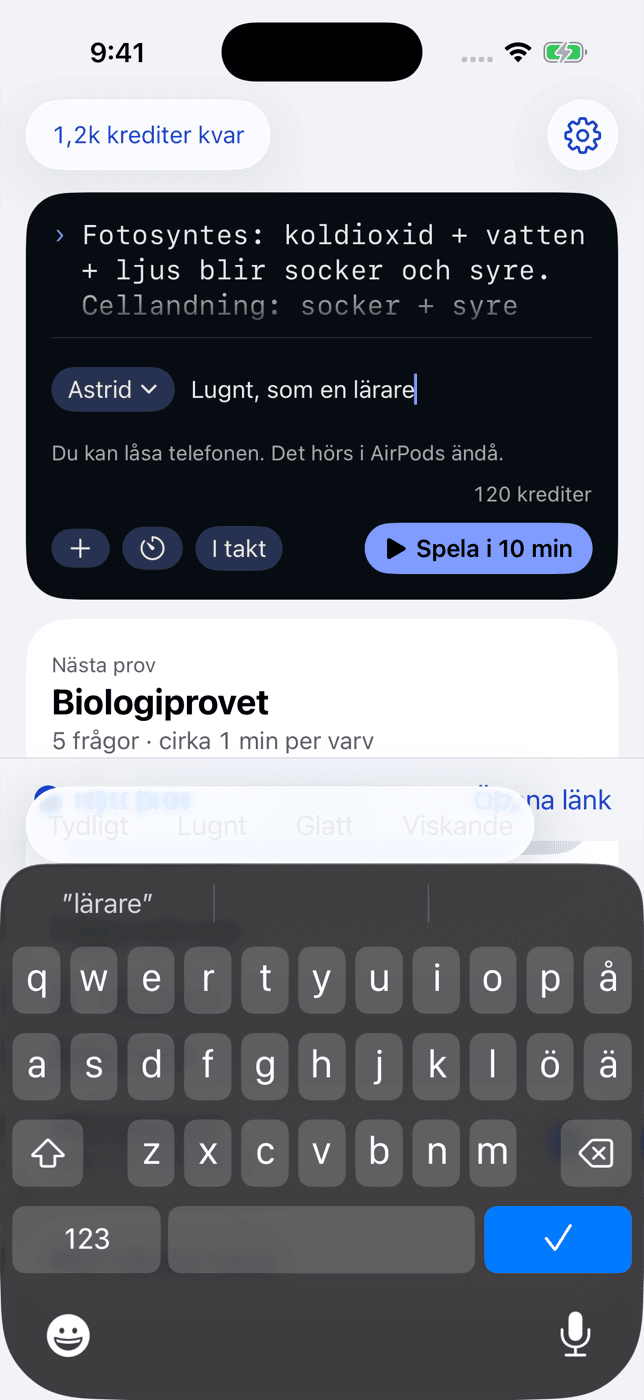 9:41
1,2k krediter kvar
› Fotosyntes: koldioxid + vatten
+ ljus blir socker och syre.
Cellandning: socker + syre
Astrid
Lugnt, som en lärare
Du kan låsa telefonen. Det hörs i AirPods ändå.
120 krediter
I takt
Spela i 10 min
Nästa prov
Biologiprovet
5 frågor · cirka 1 min per varv
Öppna länk
Tydligt Lugnt Glatt Viskande
”lärare”
q w e r t y u i o p å
a s d f g h j k l ö ä
z x c v b n m
123